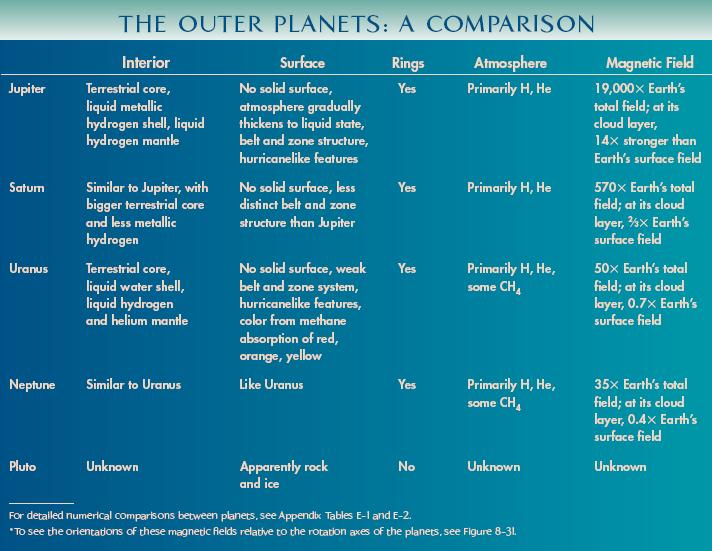 THE OUTER PLANETS: A COMPARISON
Interior Surface Rings Atmosphere Magnetic Field
Jupiter Terrestrial core, No solid surface, Yes Primarily H, He 19,000× Earth's
liquid metallic atmosphere gradually total field; at its
hydrogen shell, liquid thickens to liquid state, cloud layer,
hydrogen mantle belt and zone structure, 14× stronger than
hurricanelike features Earth's surface field
Saturn Similar to Jupiter, with No solid surface, less Yes Primarily H, He 570× Earth's total
bigger terrestrial core distinct belt and zone field; at its cloud
and less metallic structure than Jupiter layer, ⅔× Earth's
hydrogen surface field
Uranus Terrestrial core, No solid surface, weak Yes Primarily H, He, 50× Earth's total
liquid water shell, belt and zone system, some CH₄ field; at its cloud
liquid hydrogen hurricanelike features, layer, 0.7× Earth's
and helium mantle color from methane surface field
absorption of red,
orange, yellow
Neptune Similar to Uranus Like Uranus Yes Primarily H, He, 35× Earth's total
some CH₄ field; at its cloud
layer, 0.4× Earth's
surface field
Pluto Unknown Apparently rock No Unknown Unknown
and ice
For detailed numerical comparisons between planets, see Appendix Tables E-1 and E-2.
*To see the orientations of these magnetic fields relative to the rotation axes of the planets, see Figure 8-31.